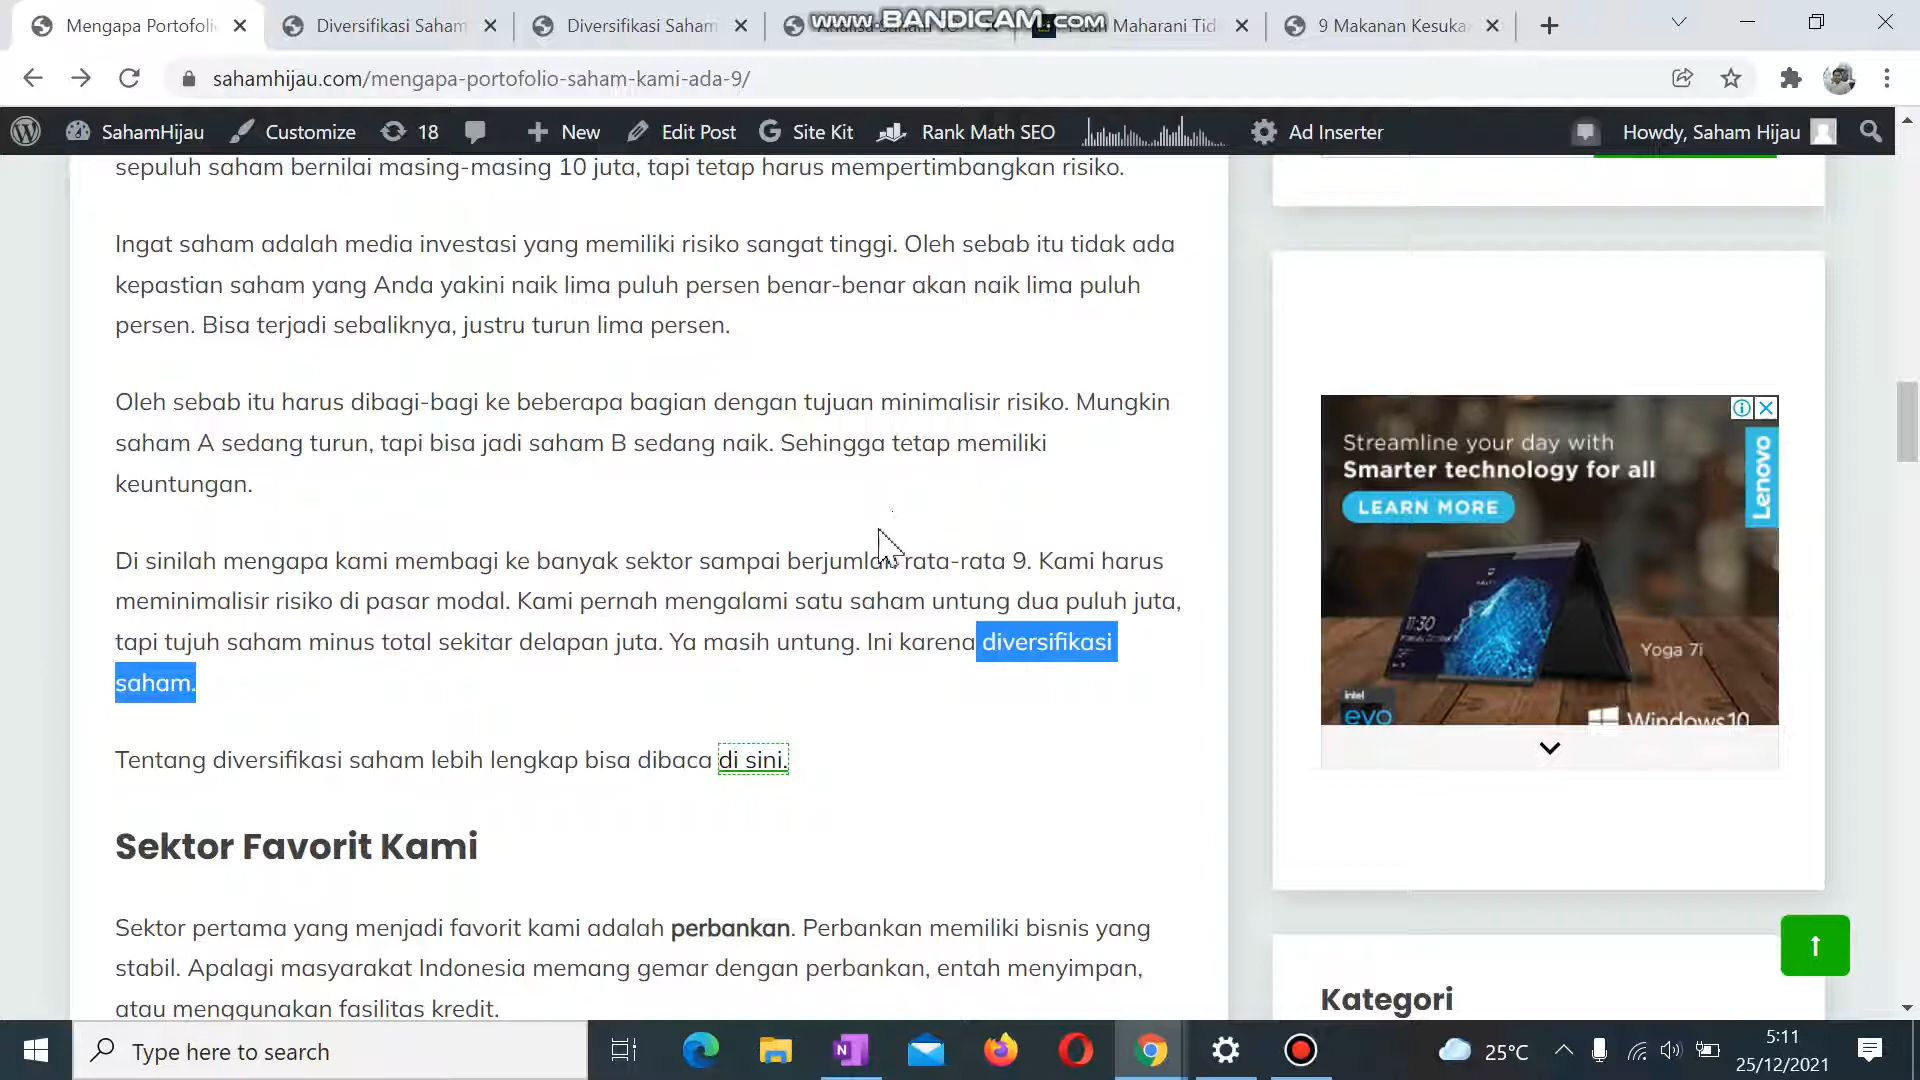 Mengapa Portofoli
Diversifikasi Saham
Diversifikasi Saham
Maharani Tid
9 Makanan Kesuka
www.BANDICAM.com
sahamhijau.com/mengapa-portofolio-saham-kami-ada-9/
SahamHijau
Customize
18
New
Edit Post
Site Kit
Rank Math SEO
Ad Inserter
Howdy, Saham Hijau
sepuluh saham bernilai masing-masing 10 juta, tapi tetap harus mempertimbangkan risiko.
Ingat saham adalah media investasi yang memiliki risiko sangat tinggi. Oleh sebab itu tidak ada
kepastian saham yang Anda yakini naik lima puluh persen benar-benar akan naik lima puluh
persen. Bisa terjadi sebaliknya, justru turun lima persen.
Oleh sebab itu harus dibagi-bagi ke beberapa bagian dengan tujuan minimalisir risiko. Mungkin
saham A sedang turun, tapi bisa jadi saham B sedang naik. Sehingga tetap memiliki
keuntungan.
Di sinilah mengapa kami membagi ke banyak sektor sampai berjumlah rata-rata 9. Kami harus
meminimalisir risiko di pasar modal. Kami pernah mengalami satu saham untung dua puluh juta,
tapi tujuh saham minus total sekitar delapan juta. Ya masih untung. Ini karena diversifikasi
saham.
Tentang diversifikasi saham lebih lengkap bisa dibaca di sini.
Sektor Favorit Kami
Sektor pertama yang menjadi favorit kami adalah perbankan. Perbankan memiliki bisnis yang
stabil. Apalagi masyarakat Indonesia memang gemar dengan perbankan, entah menyimpan,
atau menggunakan fasilitas kredit.
Streamline your day with
Smarter technology for all
LEARN MORE
Lenovo
11:30
Yoga 7i
intel
evo
Windows10
Kategori
Type here to search
25°C
5:11
25/12/2021